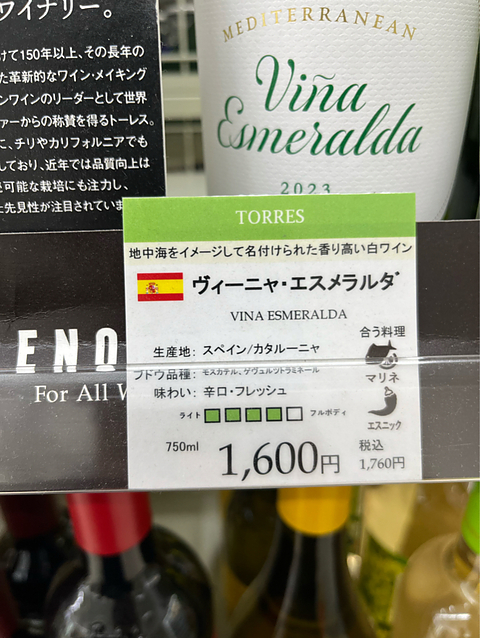 ワイナリー。
けて150年以上、その長年の
た革新的なワイン・メイキング
ンワインのリーダーとして世界
ァーからの称賛を得るトーレス。
に、チリやカリフォルニアでも
しており、近年では品質向上は
可能な栽培にも注力し、
た先見性が注目されていま
MEDITERRANEAN
Viña
Esmeralda
2023
TORRES
地中海をイメージして名付けられた香り高い白ワイン
ヴィーニャ・エスメラルダ
VINA ESMERALDA
合う料理
生産地: スペイン/カタルーニャ
ブドウ品種: モスカテル、ゲヴュルツトラミネール
マリネ
味わい: 辛口・フレッシュ
エスニック
ライト
フルボディ
750ml
1,600円
税込
1,760円
ENO
For All W